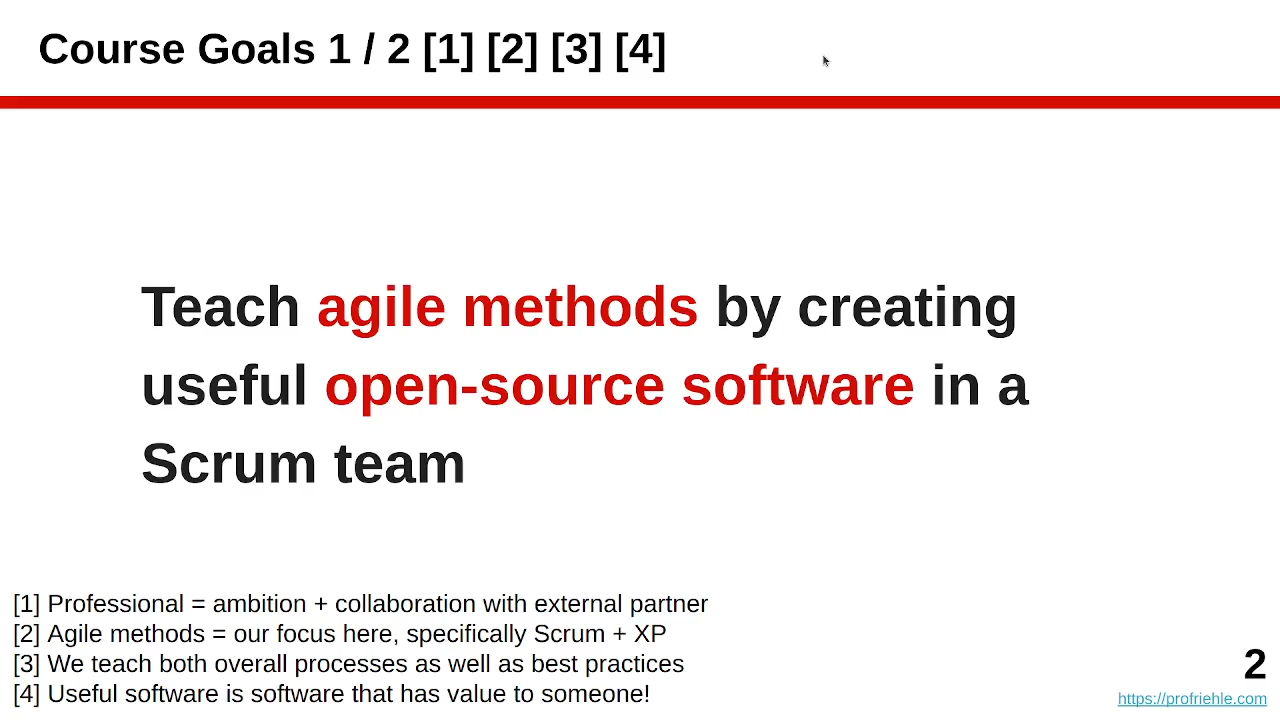 Course Goals 1 / 2 [1] [2] [3] [4]
Teach agile methods by creating
useful open-source software in a
Scrum team
[1] Professional = ambition + collaboration with external partner
[2] Agile methods = our focus here, specifically Scrum + XP
[3] We teach both overall processes as well as best practices
[4] Useful software is software that has value to someone!
2
https://profriehle.com